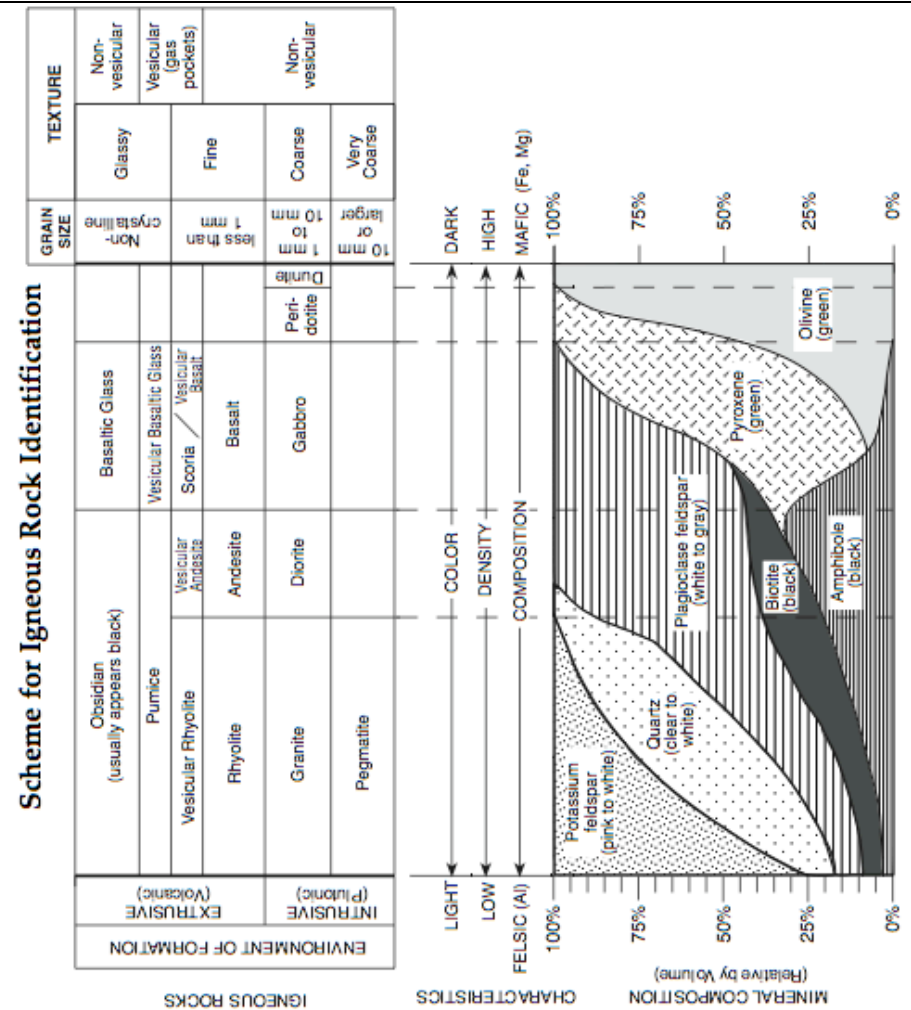 Scheme for Igneous Rock Identification
IGNEOUS ROCKS
ENVIRONMENT OF FORMATION
EXTRUSIVE
(Volcanic)
INTRUSIVE
(Plutonic)
GRAIN
SIZE
TEXTURE
Obsidian
(usually appears black)
Basaltic Glass
Non-
crystalline
Glassy
Non-
vesicular
Pumice
Vesicular Basaltic Glass
Vesicular
(gas
pockets)
Vesicular Rhyolite
Vesicular
Andesite
Scoria
Vesicular
Basalt
less than
1 mm
Fine
Rhyolite
Andesite
Basalt
Non-
vesicular
Granite
Diorite
Gabbro
Peri-
dotite
Dunite
1 mm
to
10 mm
Coarse
Pegmatite
10 mm
or
larger
Very
Coarse
CHARACTERISTICS
LIGHT
COLOR
DARK
LOW
DENSITY
HIGH
FELSIC (Al)
COMPOSITION
MAFIC (Fe, Mg)
MINERAL COMPOSITION
(Relative by Volume)
100%
75%
50%
25%
0%
Potassium
feldspar
(pink to white)
Quartz
(clear to
white)
Plagioclase feldspar
(white to gray)
Biotite
(black)
Amphibole
(black)
Pyroxene
(green)
Olivine
(green)
100%
75%
50%
25%
0%